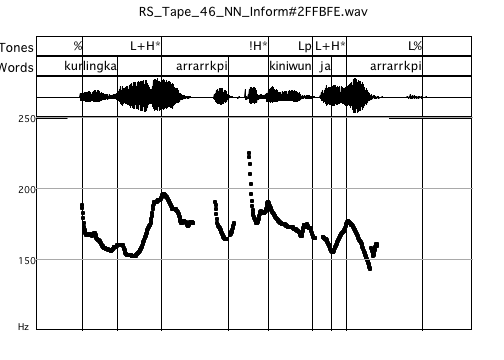 RS_Tape_46_NN_Inform#2FFBFE.wav
Tones % L+H* !H* Lp L+H* L%
Words kurlingka arrarrkpi kiniwun ja arrarrkpi
250
200
150
Hz